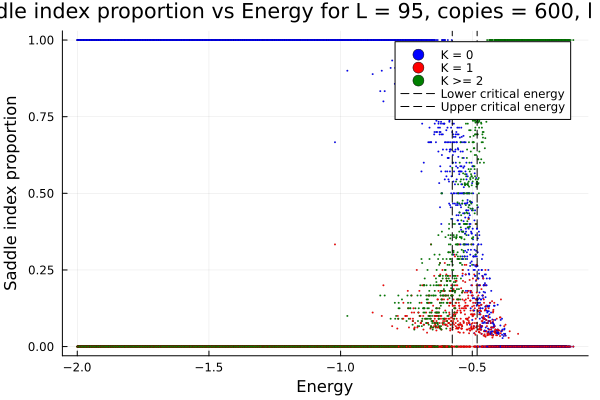 dle index proportion vs Energy for L = 95, copies = 600,
1.00
K = 0
K = 1
K >= 2
Lower critical energy
Upper critical energy
0.75
Saddle index proportion
0.50
0.25
0.00
−2.0 −1.5 −1.0 −0.5
Energy